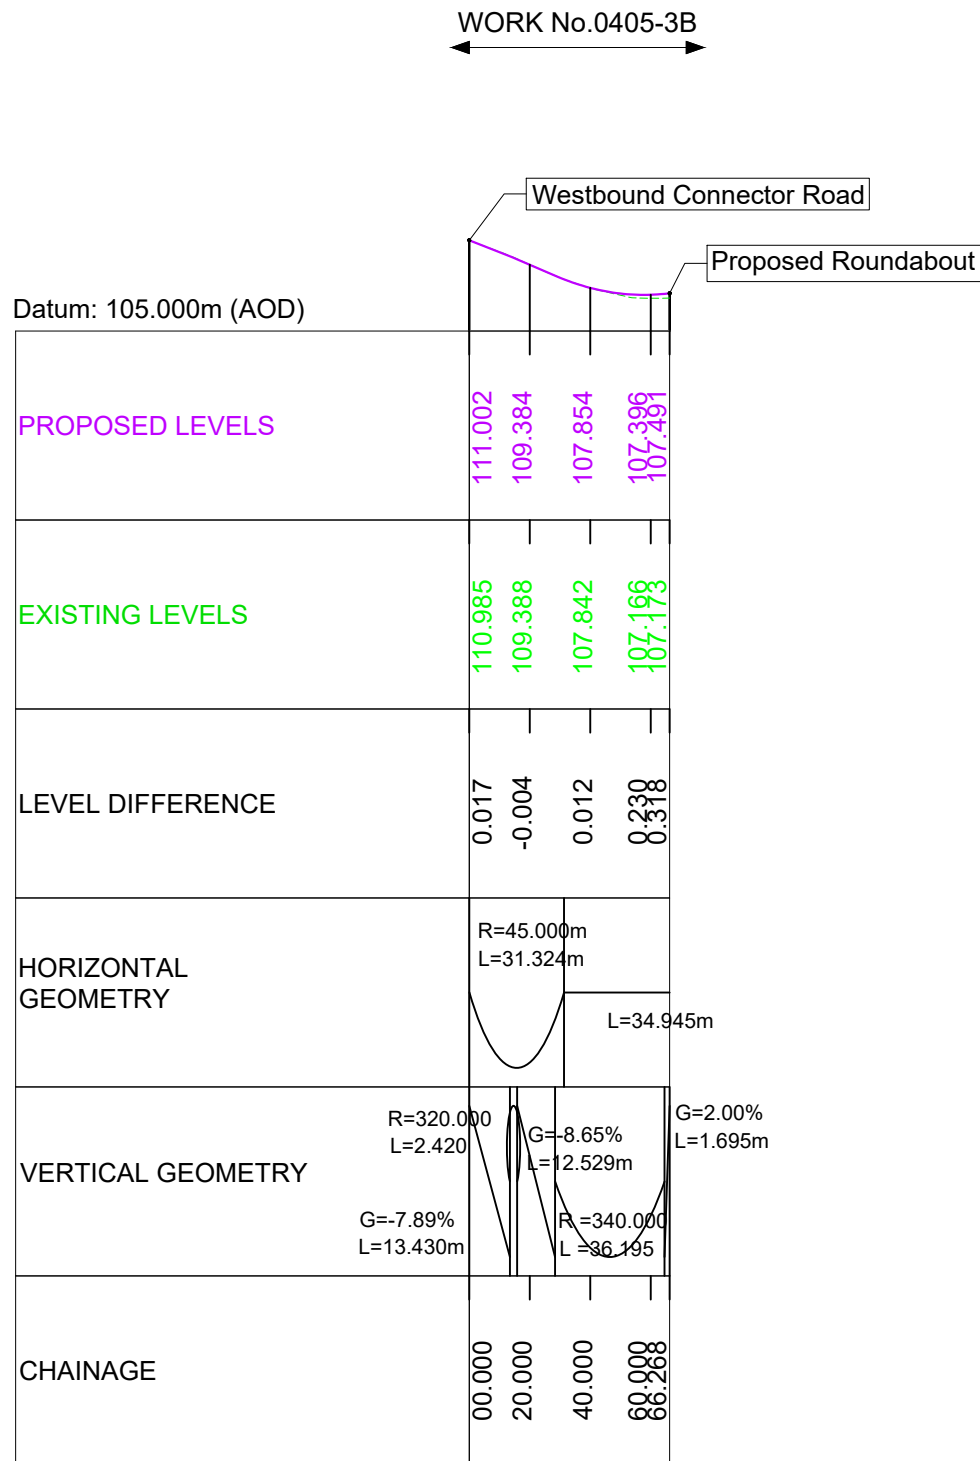 WORK No.0405-3B
Westbound Connector Road
Proposed Roundabout
Datum: 105.000m (AOD)
PROPOSED LEVELS
111.002
109.384
107.854
107.396
107.491
EXISTING LEVELS
110.985
109.388
107.842
107.166
107.173
LEVEL DIFFERENCE
0.017
-0.004
0.012
0.230
0.318
HORIZONTAL
GEOMETRY
R=45.000m
L=31.324m
L=34.945m
VERTICAL GEOMETRY
G=-7.89%
L=13.430m
R=320.000
L=2.420
G=-8.65%
L=12.529m
R =340.000
L =36.195
G=2.00%
L=1.695m
CHAINAGE
00.000
20.000
40.000
60.000
66.268